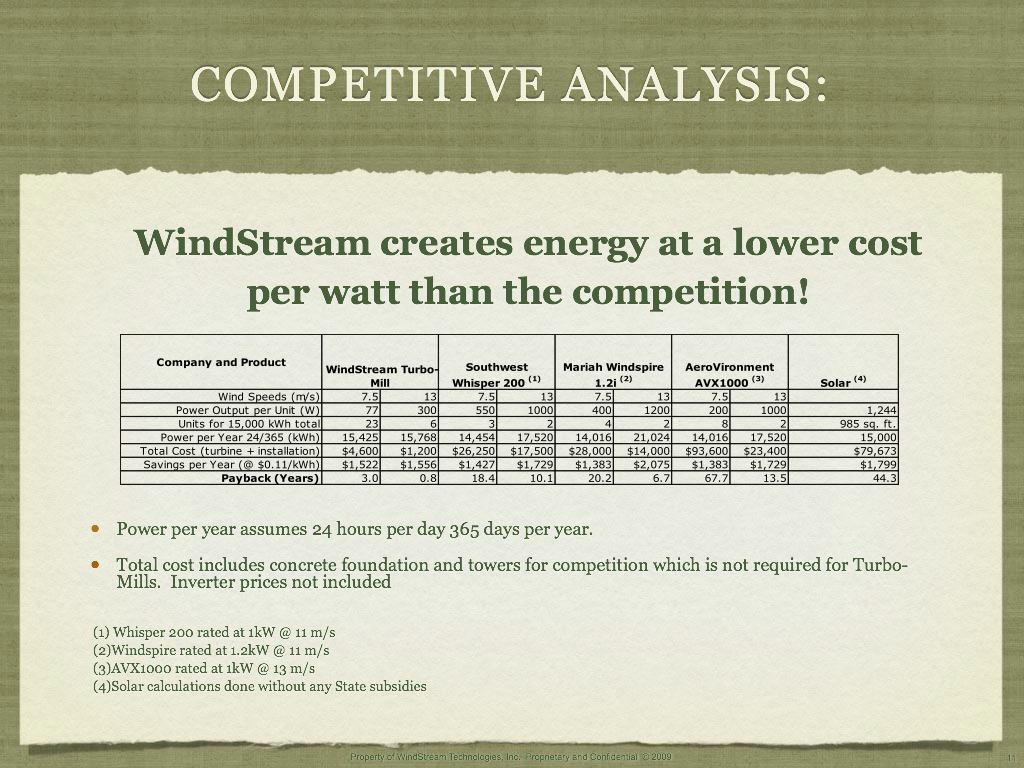 COMPETITIVE ANALYSIS:
WindStream creates energy at a lower cost
per watt than the competition!
Company and Product | WindStream Turbo-Mill | Southwest Whisper 200 (1) | Mariah Windspire 1.2i (2) | AeroVironment AVX1000 (3) | Solar (4)
Wind Speeds (m/s) | 7.5 | 13 | 7.5 | 13 | 7.5 | 13 | 7.5 | 13
Power Output per Unit (W) | 77 | 300 | 550 | 1000 | 400 | 1200 | 200 | 1000 | 1,244
Units for 15,000 kWh total | 23 | 6 | 3 | 2 | 4 | 2 | 8 | 2 | 985 sq. ft.
Power per Year 24/365 (kWh) | 15,425 | 15,768 | 14,454 | 17,520 | 14,016 | 21,024 | 14,016 | 17,520 | 15,000
Total Cost (turbine + installation) | $4,600 | $1,200 | $26,250 | $17,500 | $28,000 | $14,000 | $93,600 | $23,400 | $79,673
Savings per Year (@ $0.11/kWh) | $1,522 | $1,556 | $1,427 | $1,729 | $1,383 | $2,075 | $1,383 | $1,729 | $1,799
Payback (Years) | 3.0 | 0.8 | 18.4 | 10.1 | 20.2 | 6.7 | 67.7 | 13.5 | 44.3
• Power per year assumes 24 hours per day 365 days per year.
• Total cost includes concrete foundation and towers for competition which is not required for Turbo-
Mills. Inverter prices not included
(1) Whisper 200 rated at 1kW @ 11 m/s
(2)Windspire rated at 1.2kW @ 11 m/s
(3)AVX1000 rated at 1kW @ 13 m/s
(4)Solar calculations done without any State subsidies
Property of WindStream Technologies, Inc. Proprietary and Confidential © 2009
11